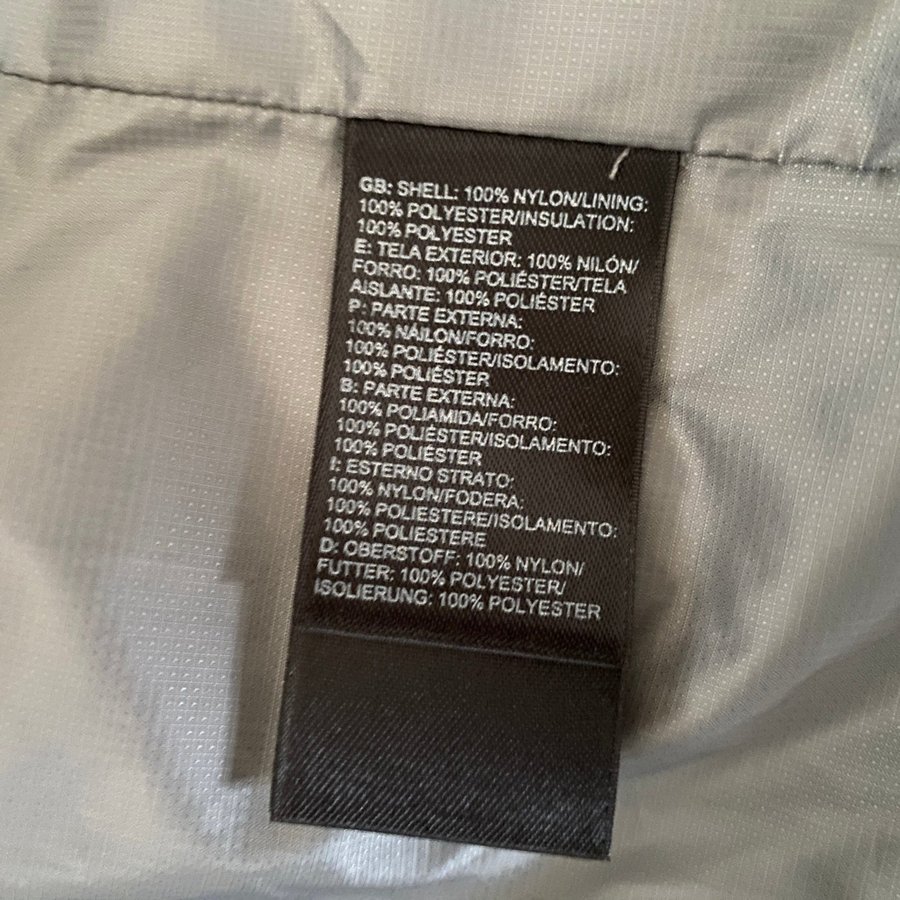 GB: SHELL: 100% NYLON/LINING:
100% POLYESTER/INSULATION:
100% POLYESTER
E: TELA EXTERIOR: 100% NILÓN/
FORRO: 100% POLIÉSTER/TELA
AISLANTE: 100% POLIÉSTER
P: PARTE EXTERNA:
100% NÁILON/FORRO:
100% POLIÉSTER/ISOLAMENTO:
100% POLIÉSTER
B: PARTE EXTERNA:
100% POLIAMIDA/FORRO:
100% POLIÉSTER/ISOLAMENTO:
100% POLIÉSTER
I: ESTERNO STRATO:
100% NYLON/FODERA:
100% POLIESTERE/ISOLAMENTO:
100% POLIESTERE
D: OBERSTOFF: 100% NYLON/
FUTTER: 100% POLYESTER/
ISOLIERUNG: 100% POLYESTER